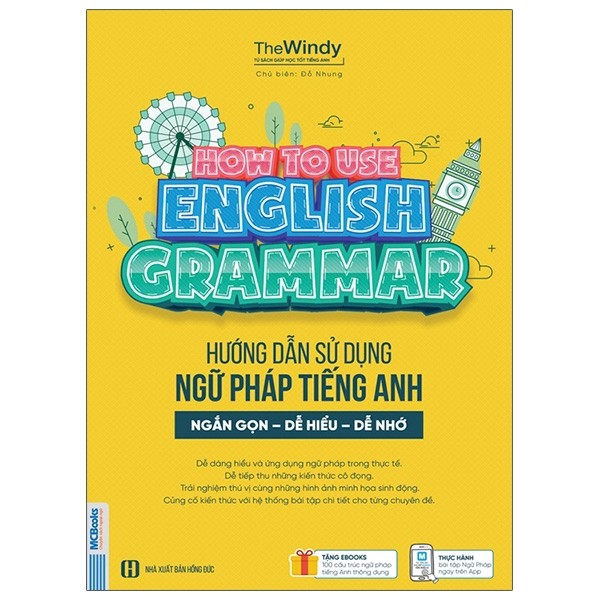 TheWindy
TỦ SÁCH GIÚP HỌC TỐT TIẾNG ANH
Chủ biên: Đỗ Nhung
HOW TO USE
ENGLISH
GRAMMAR
HƯỚNG DẪN SỬ DỤNG
NGỮ PHÁP TIẾNG ANH
NGẮN GỌN – DỄ HIỂU – DỄ NHỚ
Dễ dàng hiểu và ứng dụng ngữ pháp trong thực tế.
Dễ tiếp thu những kiến thức cô đọng.
Trải nghiệm thú vị cùng những hình ảnh minh họa sinh động.
Củng cố kiến thức với hệ thống bài tập chi tiết cho từng chuyên đề.
MCBooks
Chuyên sách ngoại ngữ
NHÀ XUẤT BẢN HỒNG ĐỨC
TẶNG EBOOKS
100 cấu trúc ngữ pháp
tiếng Anh thông dụng
THỰC HÀNH
bài tập Ngữ Pháp
ngay trên App